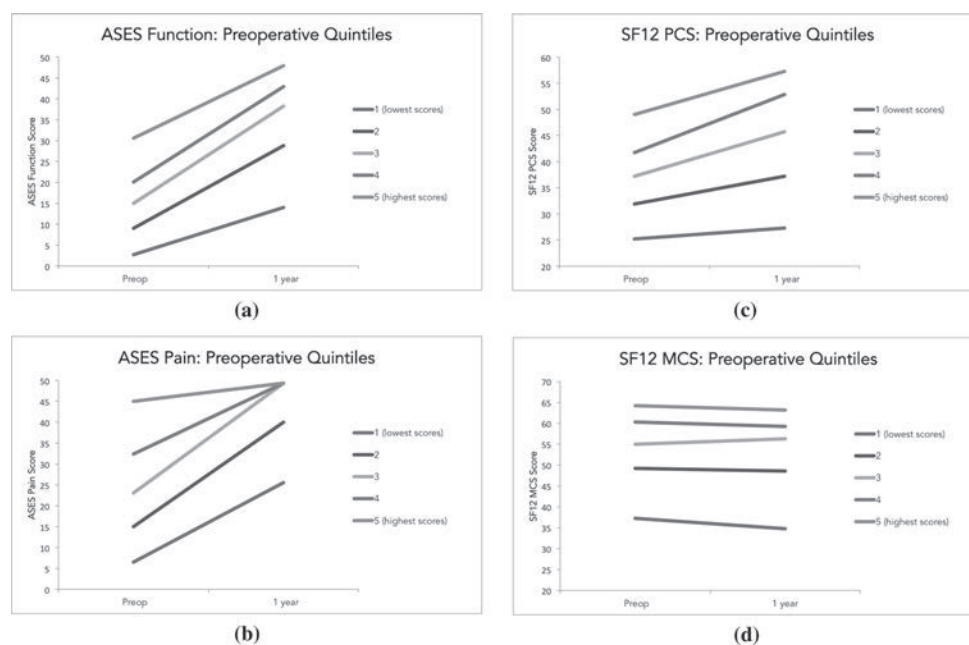 ASES Function: Preoperative Quintiles
ASES Function Score
50
45
40
35
30
25
20
15
10
5
0
Preop
1 year
1 (lowest scores)
2
3
4
5 (highest scores)
(a)
SF12 PCS: Preoperative Quintiles
SF12 PCS Score
60
55
50
45
40
35
30
25
20
Preop
1 year
1 (lowest scores)
2
3
4
5 (highest scores)
(c)
ASES Pain: Preoperative Quintiles
ASES Pain Score
50
45
40
35
30
25
20
15
10
5
0
Preop
1 year
1 (lowest scores)
2
3
4
5 (highest scores)
(b)
SF12 MCS: Preoperative Quintiles
SF12 MCS Score
70
65
60
55
50
45
40
35
30
25
20
Preop
1 year
1 (lowest scores)
2
3
4
5 (highest scores)
(d)